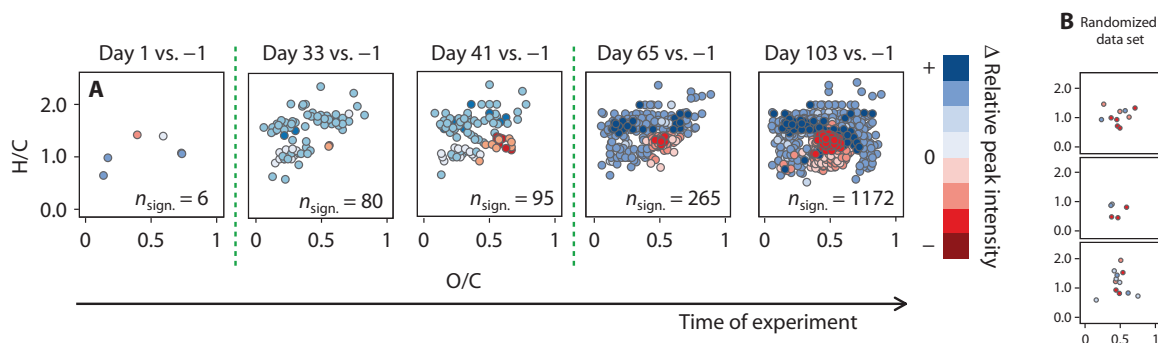 Day 1 vs. −1
Day 33 vs. −1
Day 41 vs. −1
Day 65 vs. −1
Day 103 vs. −1
A
H/C
2.0
1.0
0.0
n sign. = 6
n sign. = 80
n sign. = 95
n sign. = 265
n sign. = 1172
0 0.5 1
0 0.5 1
0 0.5 1
0 0.5 1
0 0.5 1
O/C
Time of experiment
+
0
−
Δ Relative peak intensity
B Randomized
data set
2.0
1.0
0.0
2.0
1.0
0.0
2.0
1.0
0.0
0 0.5 1